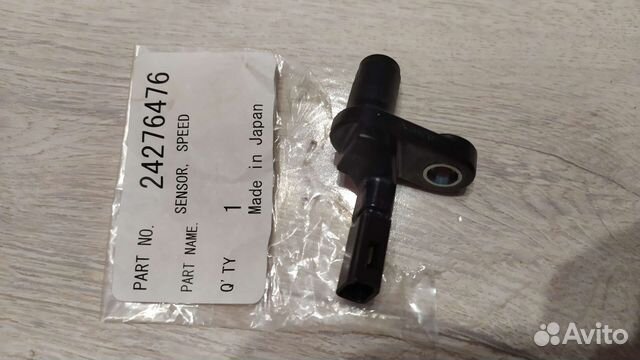 PART NO. 24276476
PART NAME. SENSOR, SPEED
Q'TY 1
Made in Japan
Avito